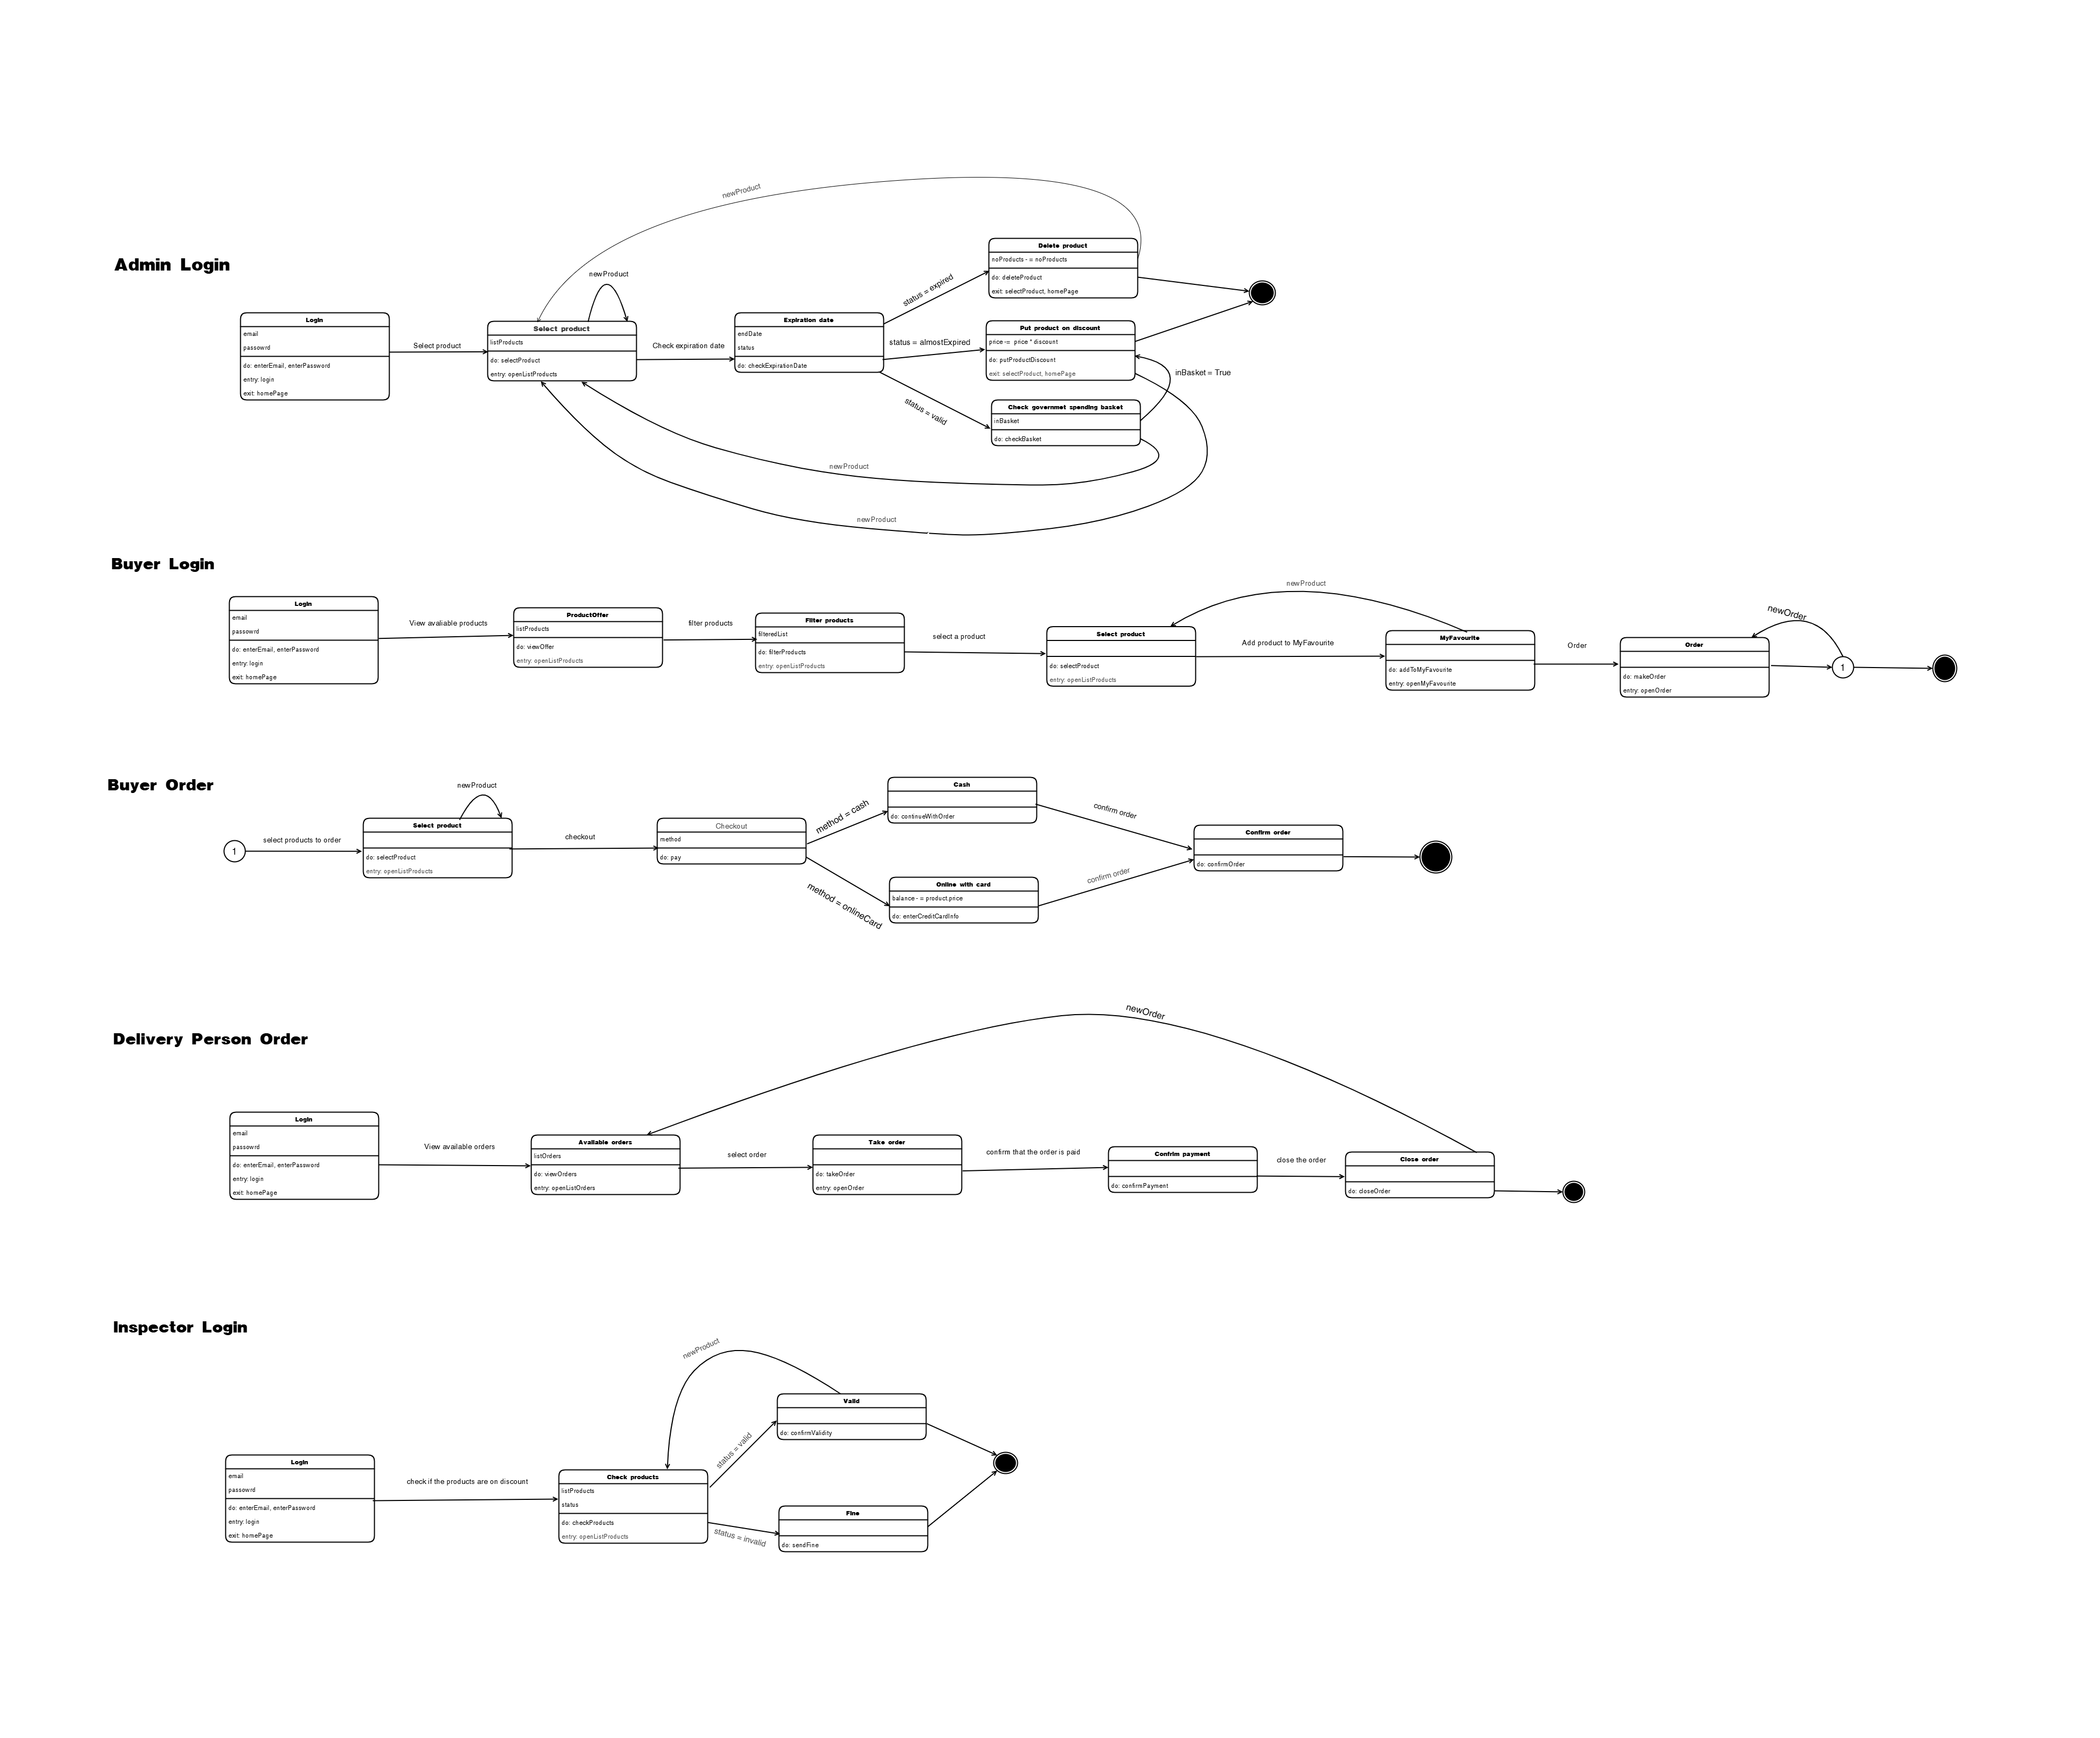 newProduct
Admin Login
newProduct
Login
email
passowrd
do: enterEmail, enterPassword
entry: login
exit: homePage
Select product
Select product
listProducts
do: selectProduct
entry: openListProducts
Check expiration date
Expiration date
endDate
status
do: checkExpirationDate
status = expired
status = almostExpired
status = valid
Delete product
noProducts - = noProducts
do: deleteProduct
exit: selectProduct, homePage
Put product on discount
price -= price * discount
do: putProductDiscount
exit: selectProduct, homePage
inBasket = True
Check governmet spending basket
inBasket
do: checkBasket
newProduct
newProduct
Buyer Login
Login
email
passowrd
do: enterEmail, enterPassword
entry: login
exit: homePage
View avaliable products
ProductOffer
listProducts
do: viewOffer
entry: openListProducts
filter products
Filter products
filteredList
do: filterProducts
entry: openListProducts
select a product
Select product
do: selectProduct
entry: openListProducts
newProduct
Add product to MyFavourite
MyFavourite
do: addToMyFavourite
entry: openMyFavourite
Order
Order
do: makeOrder
entry: openOrder
newOrder
1
Buyer Order
1
select products to order
newProduct
Select product
do: selectProduct
entry: openListProducts
checkout
Checkout
method
do: pay
method = cash
method = onlineCard
Cash
do: continueWithOrder
Online with card
balance - = product.price
do: enterCreditCardInfo
confirm order
confirm order
Confirm order
do: confirmOrder
Delivery Person Order
newOrder
Login
email
passowrd
do: enterEmail, enterPassword
entry: login
exit: homePage
View available orders
Available orders
listOrders
do: viewOrders
entry: openListOrders
select order
Take order
do: takeOrder
entry: openOrder
confirm that the order is paid
Confrim payment
do: confirmPayment
close the order
Close order
do: closeOrder
Inspector Login
newProduct
Login
email
passowrd
do: enterEmail, enterPassword
entry: login
exit: homePage
check if the products are on discount
Check products
listProducts
status
do: checkProducts
entry: openListProducts
status = valid
status = invalid
Valid
do: confirmValidity
Fine
do: sendFine